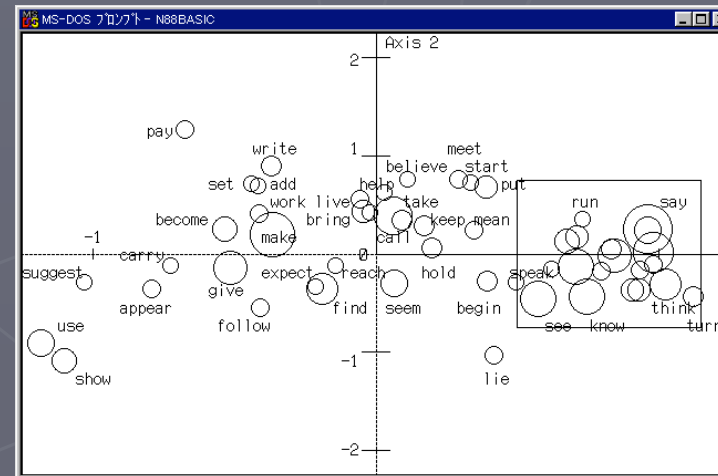 MS-DOS ﾌﾟﾛﾝﾌﾟﾄ - N88BASIC
Axis 2
2
pay
write
1
meet
believe
start
set
add
help
put
work
live
take
run
say
become
bring
keep
mean
make
call
-1
0
carry
suggest
expect
reach
hold
speak
give
appear
find
seem
begin
think
use
follow
see
know
turn
-1
show
lie
-2